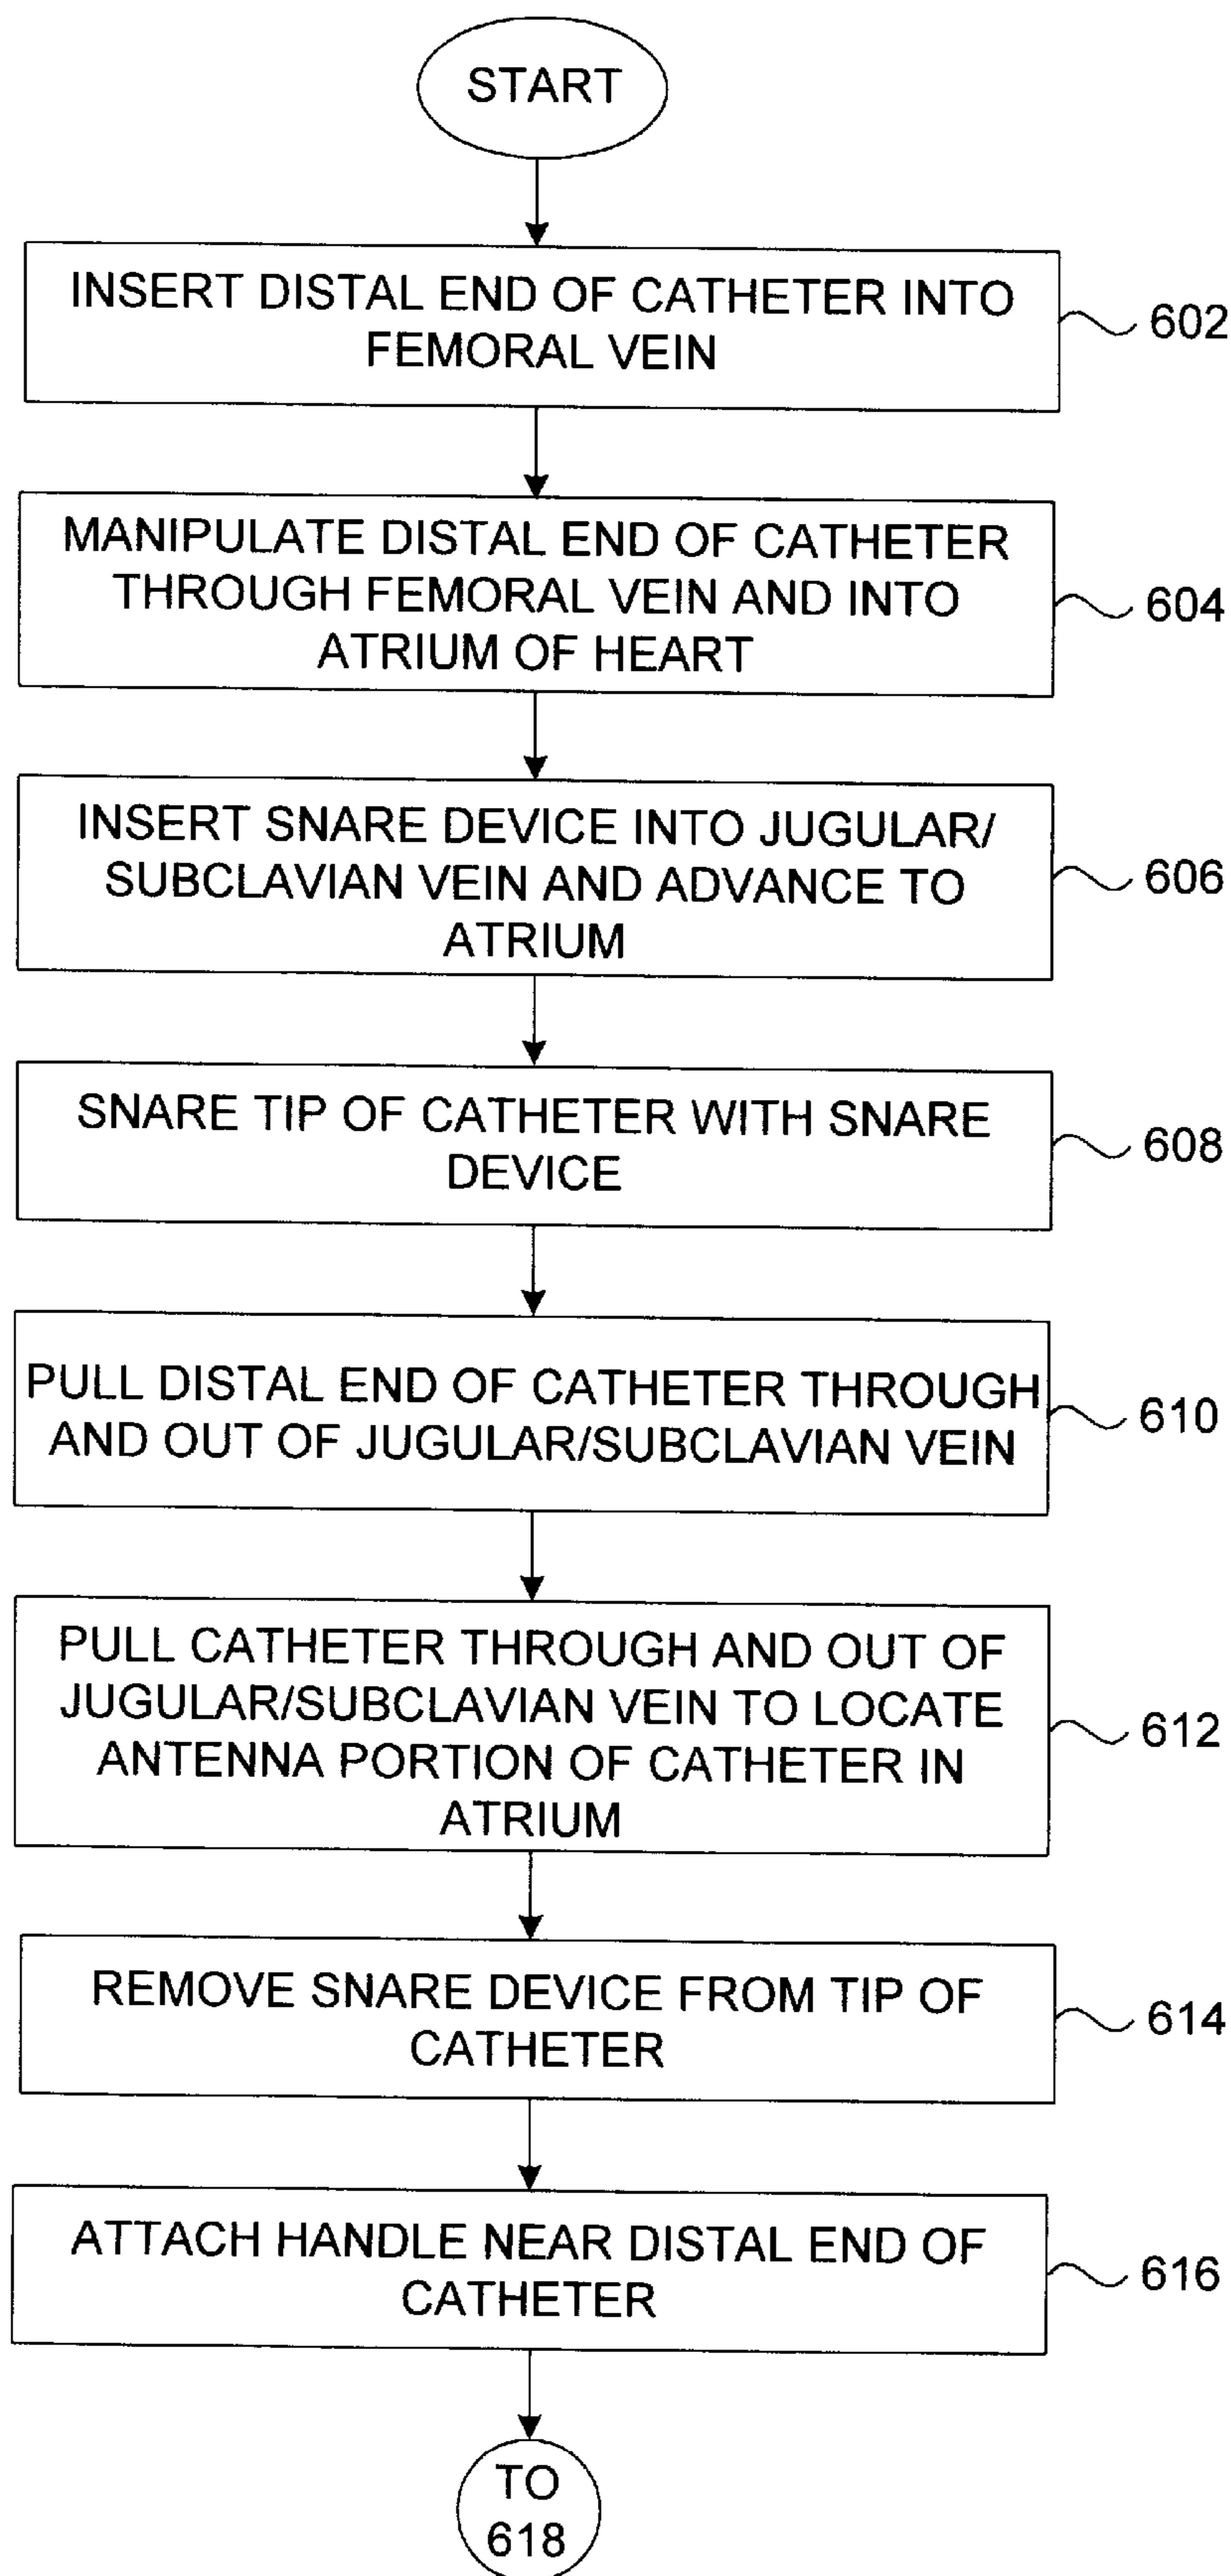 START
INSERT DISTAL END OF CATHETER INTO
FEMORAL VEIN
602
MANIPULATE DISTAL END OF CATHETER
THROUGH FEMORAL VEIN AND INTO
ATRIUM OF HEART
604
INSERT SNARE DEVICE INTO JUGULAR/
SUBCLAVIAN VEIN AND ADVANCE TO
ATRIUM
606
SNARE TIP OF CATHETER WITH SNARE
DEVICE
608
PULL DISTAL END OF CATHETER THROUGH
AND OUT OF JUGULAR/SUBCLAVIAN VEIN
610
PULL CATHETER THROUGH AND OUT OF
JUGULAR/SUBCLAVIAN VEIN TO LOCATE
ANTENNA PORTION OF CATHETER IN
ATRIUM
612
REMOVE SNARE DEVICE FROM TIP OF
CATHETER
614
ATTACH HANDLE NEAR DISTAL END OF
CATHETER
616
TO
618